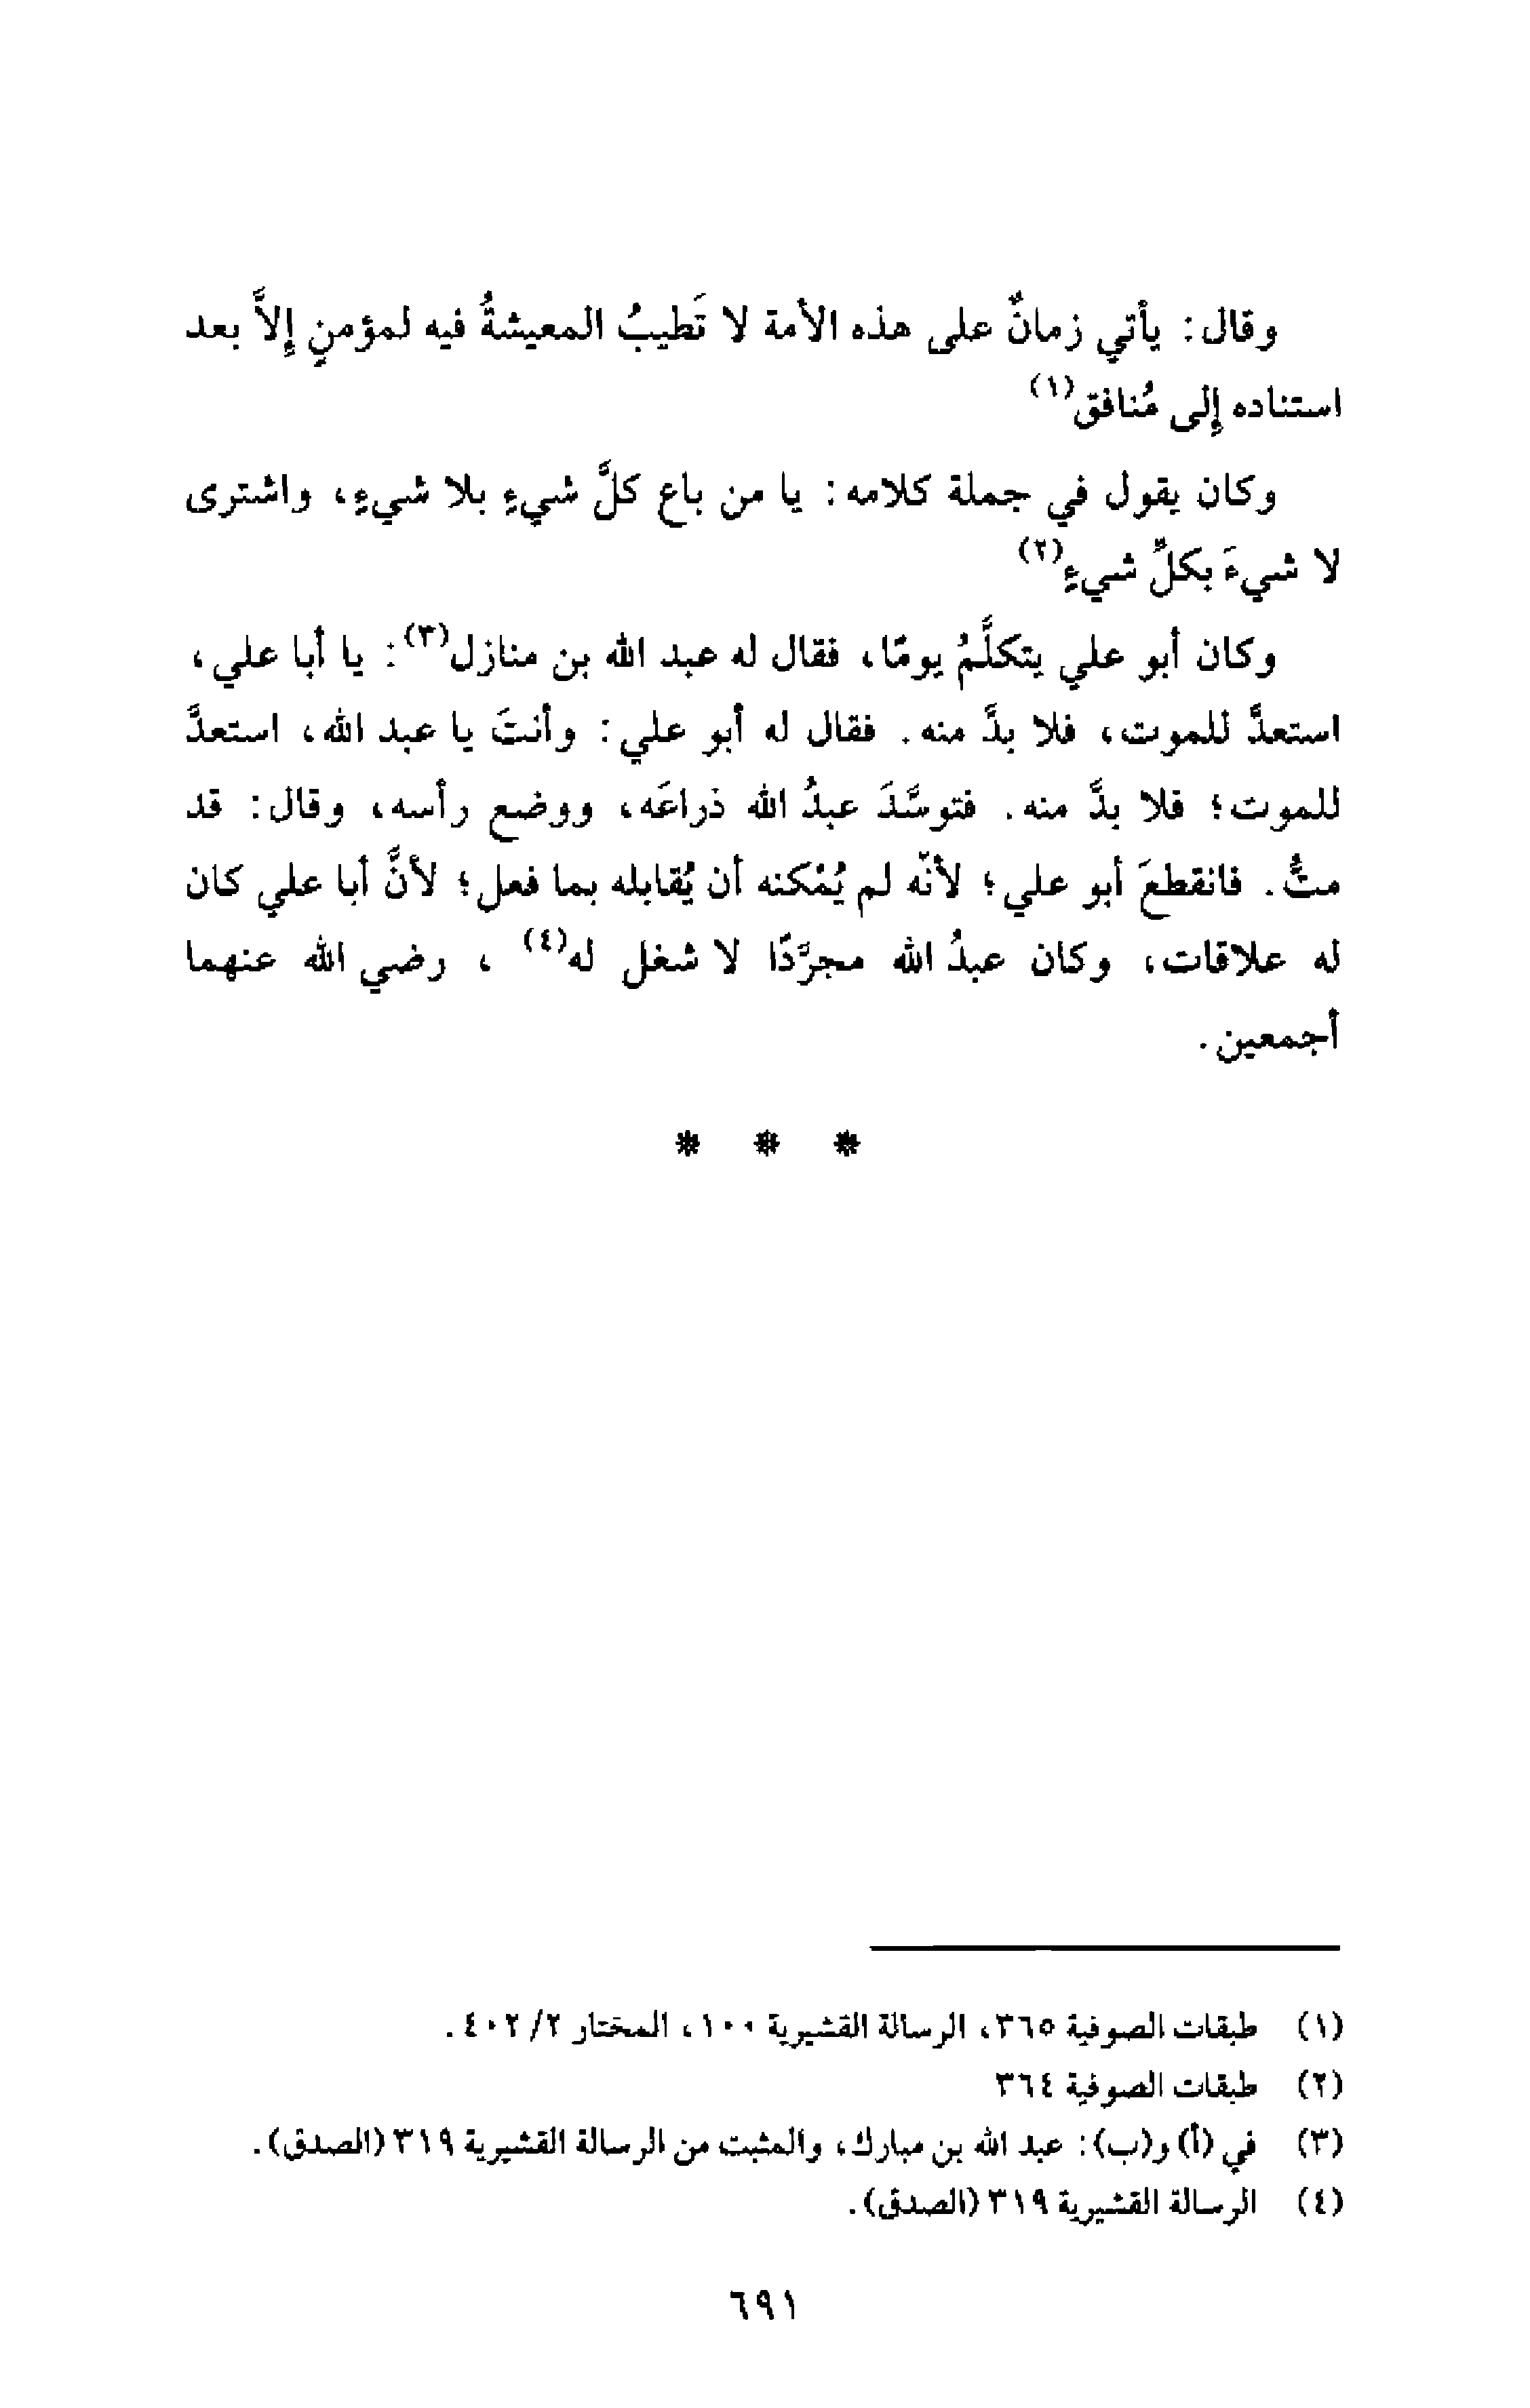 وقال: يأتي زمانٌ على هذه الأمة لا تَطيبُ المعيشةُ فيه لمؤمنٍ إلاَّ بعد
استناده إلى مُنافق(١)
وكان يقول في جملة كلامه: يا من باع كلَّ شيءٍ بلا شيءٍ، واشترى
لا شيءَ بكلِّ شيءٍ(٢)
وكان أبو علي يتكلَّمُ يومًا، فقال له عبد الله بن منازل(٣): يا أبا علي،
استعدَّ للموت، فلا بدَّ منه. فقال له أبو علي: وأنتَ يا عبد الله، استعدَّ
للموت؛ فلا بدَّ منه. فتوسَّدَ عبدُ الله ذراعَه، ووضع رأسه، وقال: قد
متُّ. فانقطعَ أبو علي؛ لأنّه لم يُمْكنه أن يُقابله بما فعل؛ لأنَّ أبا علي كان
له علاقات، وكان عبدُ الله مجرَّدًا لا شغل له(٤)، رضي الله عنهما
أجمعين.
* * *
(١) طبقات الصوفية ٣٦٥، الرسالة القشيرية ١٠٠، المختار ٢/ ٤٠٢.
(٢) طبقات الصوفية ٣٦٤
(٣) في (أ) و(ب): عبد الله بن مبارك، والمثبت من الرسالة القشيرية ٣١٩ (الصدق).
(٤) الرسالة القشيرية ٣١٩ (الصدق).
٦٩١